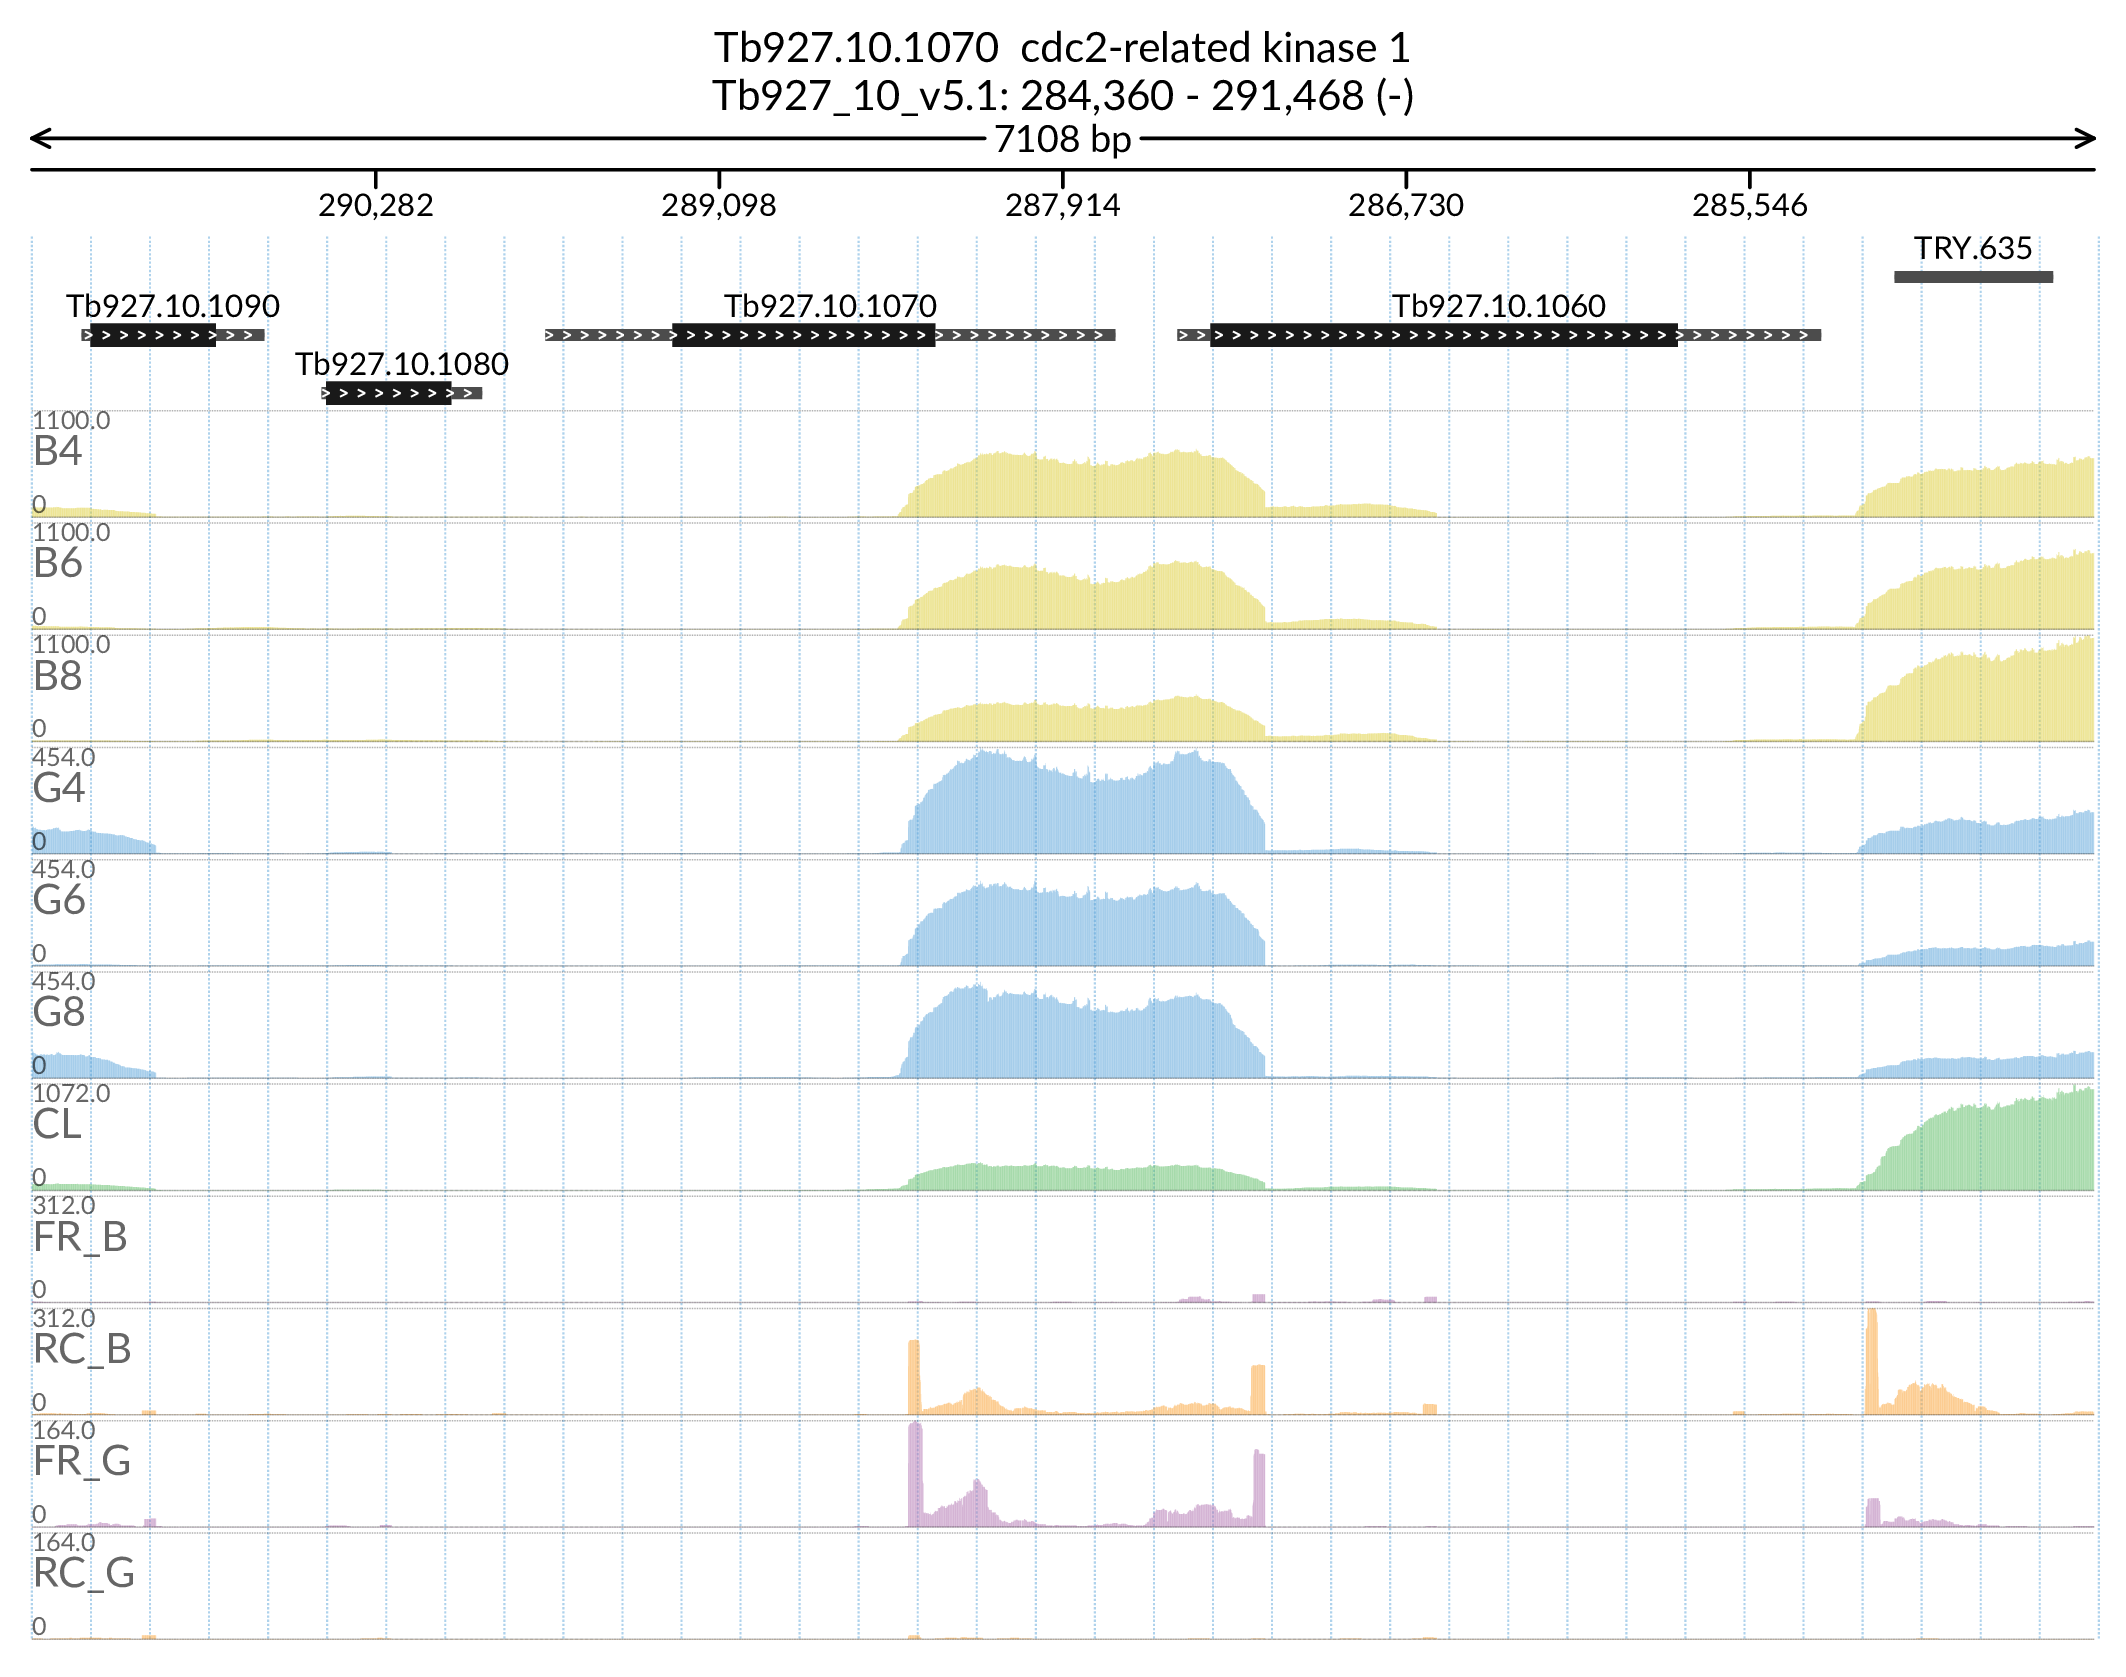 Tb927.10.1070  cdc2-related kinase 1
Tb927_10_v5.1: 284,360 - 291,468 (-)
7108 bp
290,282 289,098 287,914 286,730 285,546
TRY.635
Tb927.10.1090 Tb927.10.1070 Tb927.10.1060
Tb927.10.1080
1100.0
B4
0
1100.0
B6
0
1100.0
B8
0
454.0
G4
0
454.0
G6
0
454.0
G8
0
1072.0
CL
0
312.0
FR_B
0
312.0
RC_B
0
164.0
FR_G
0
164.0
RC_G
0